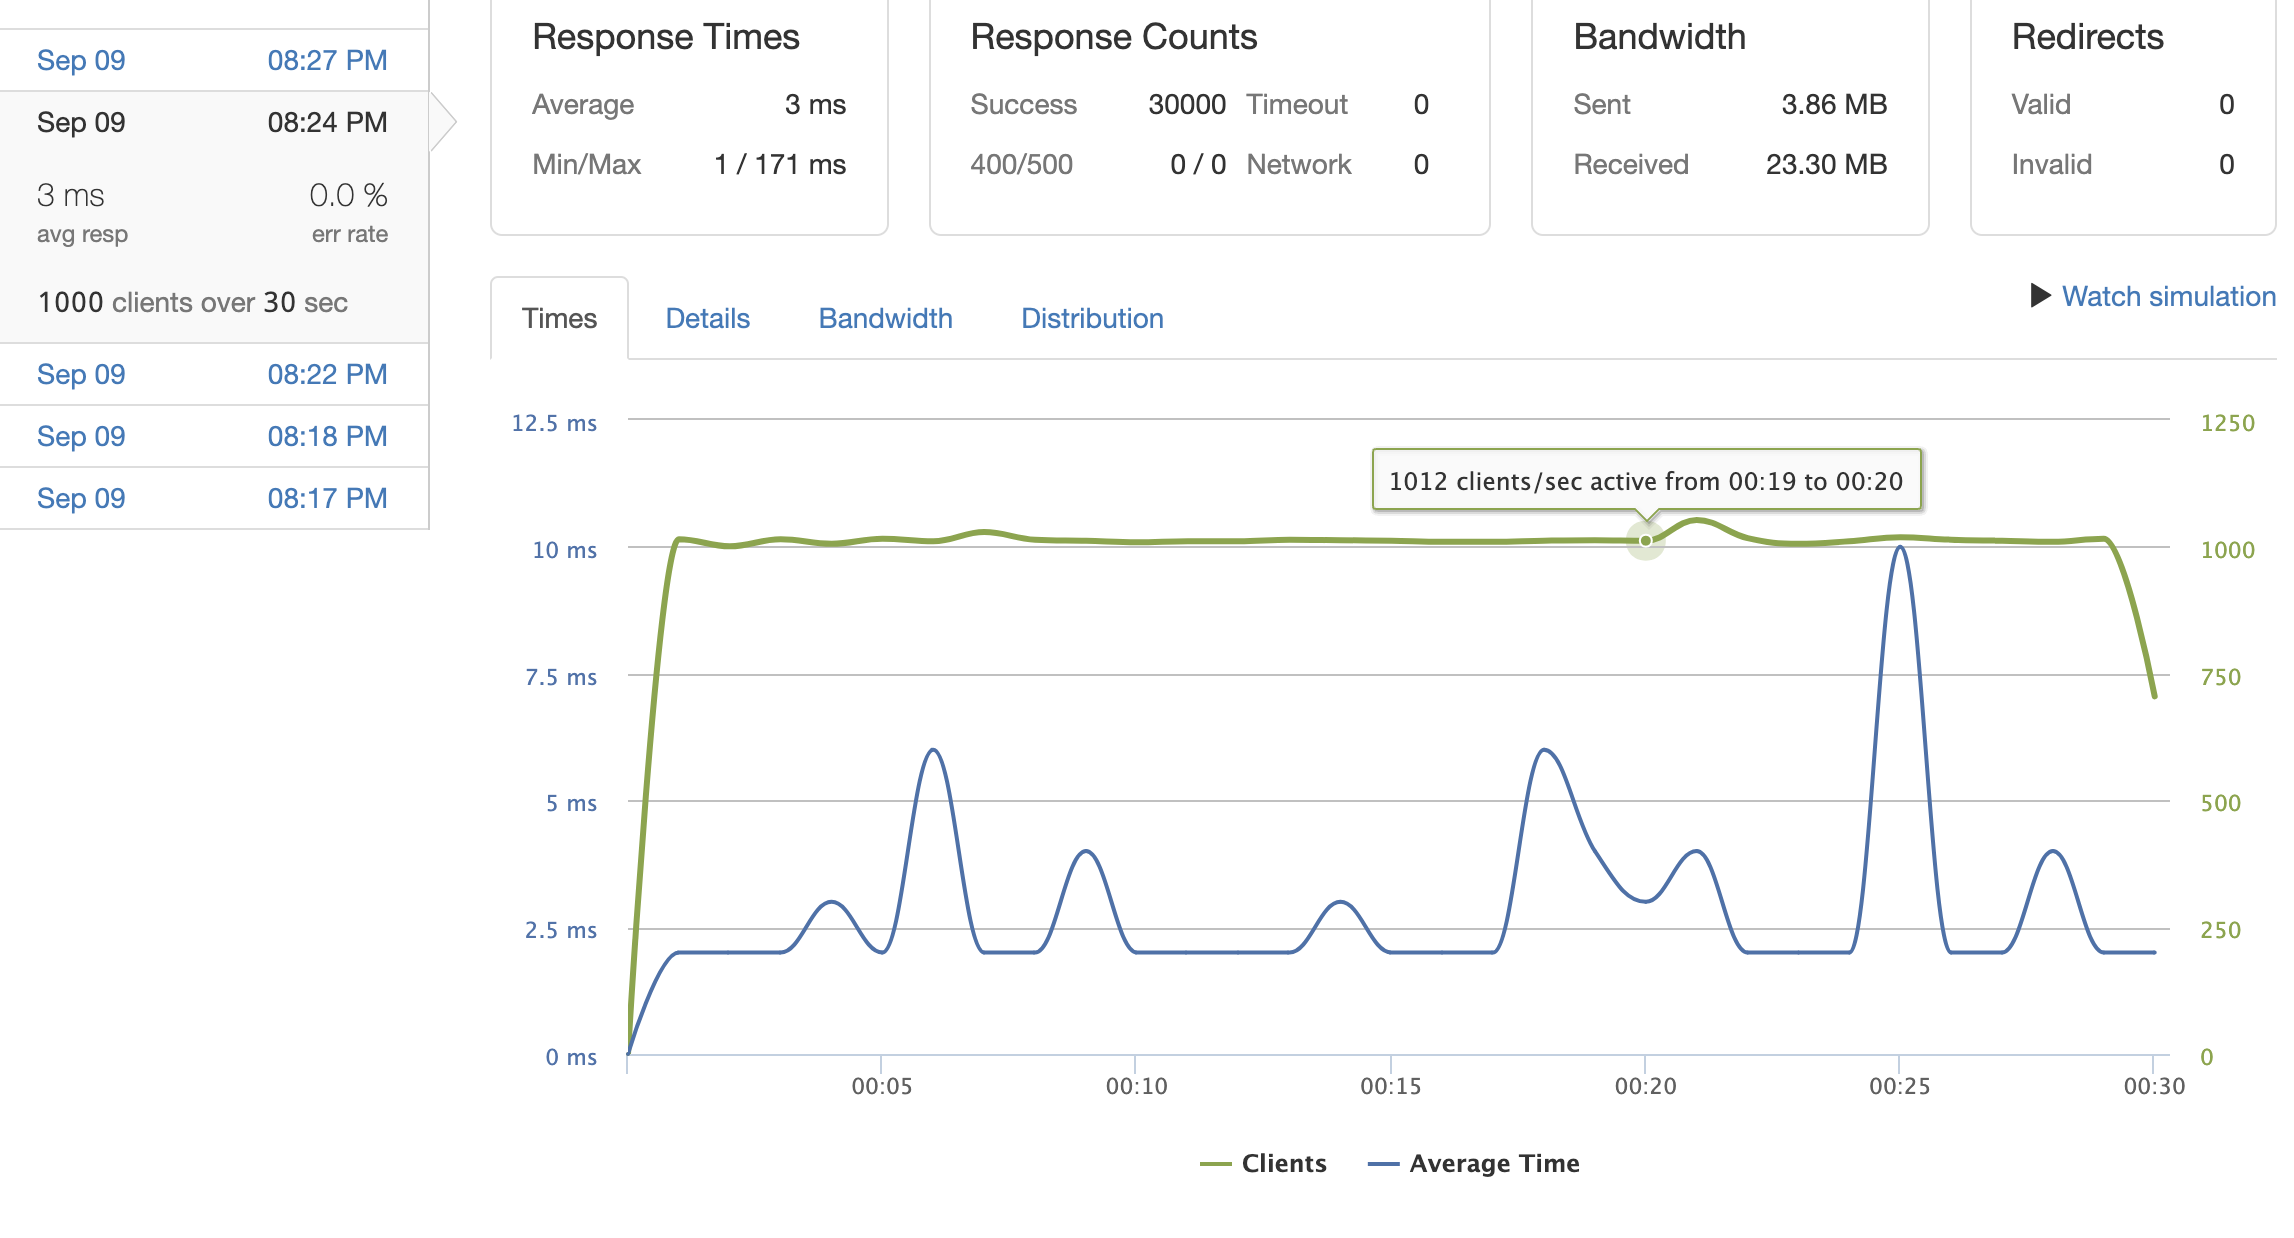 Sep 09 08:27 PM
Sep 09 08:24 PM
3 ms 0.0 %
avg resp err rate
1000 clients over 30 sec
Sep 09 08:22 PM
Sep 09 08:18 PM
Sep 09 08:17 PM
Response Times
Average 3 ms
Min/Max 1 / 171 ms
Response Counts
Success 30000 Timeout 0
400/500 0 / 0 Network 0
Bandwidth
Sent 3.86 MB
Received 23.30 MB
Redirects
Valid 0
Invalid 0
Times Details Bandwidth Distribution
Watch simulation
12.5 ms 1250
1012 clients/sec active from 00:19 to 00:20
10 ms 1000
7.5 ms 750
5 ms 500
2.5 ms 250
0 ms 0
00:05 00:10 00:15 00:20 00:25 00:30
Clients Average Time